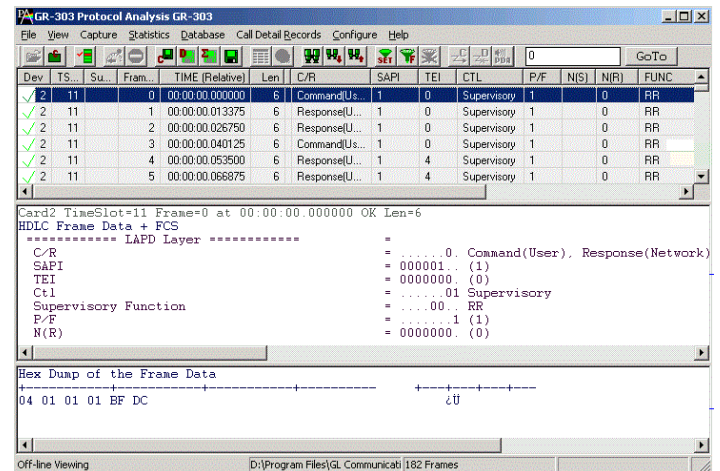 GR-303 Protocol Analysis GR-303
File View Capture Statistics Database Call Detail Records Configure Help
0 GoTo
Dev TS... Su... Fram... TIME (Relative) Len C/R SAPI TEI CTL P/F N(S) N(R) FUNC
2 11 0 00:00:00.000000 6 Command(Us... 1 0 Supervisory 1 0 RR
2 11 1 00:00:00.013375 6 Response(U... 1 0 Supervisory 1 0 RR
2 11 2 00:00:00.026750 6 Response(U... 1 0 Supervisory 1 0 RR
2 11 3 00:00:00.040125 6 Command(Us... 1 0 Supervisory 1 0 RR
2 11 4 00:00:00.053500 6 Response(U... 1 4 Supervisory 1 0 RR
2 11 5 00:00:00.066875 6 Response(U... 1 4 Supervisory 1 0 RR
Card2 TimeSlot=11 Frame=0 at 00:00:00.000000 OK Len=6
HDLC Frame Data + FCS
============ LAPD Layer ============ =
C/R = ......0. Command(User), Response(Network)
SAPI = 000001.. (1)
TEI = 0000000. (0)
Ctl = ......01 Supervisory
Supervisory Function = ....00.. RR
P/F = .......1 (1)
N(R) = 0000000. (0)
Hex Dump of the Frame Data
+----------+----------+----------+---------- +---+---+---+---
04 01 01 01 BF DC ¿Ü
Off-line Viewing D:\Program Files\GL Communicati 182 Frames